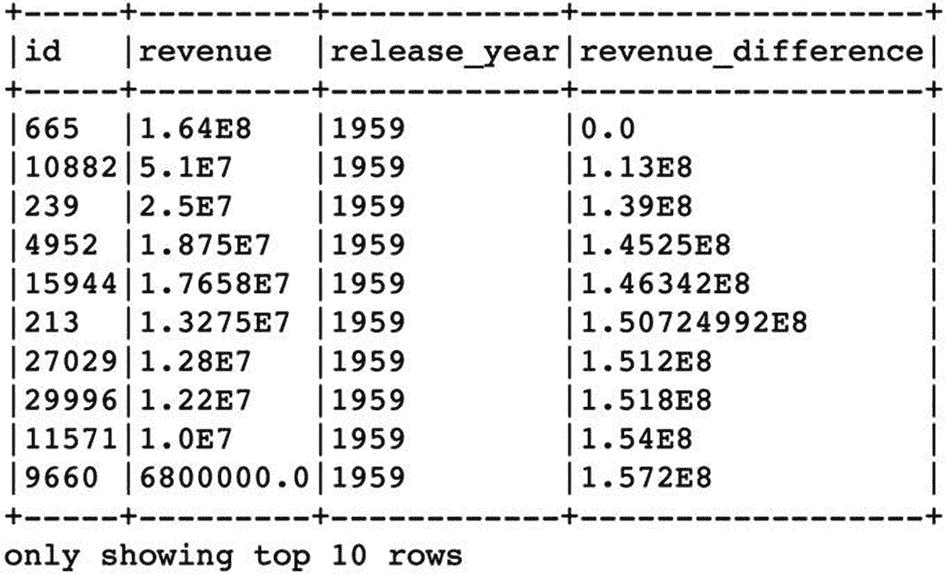 +-----+---------+------------+------------------+
|id   |revenue  |release_year|revenue_difference|
+-----+---------+------------+------------------+
|665  |1.64E8   |1959        |0.0               |
|10882|5.1E7    |1959        |1.13E8            |
|239  |2.5E7    |1959        |1.39E8            |
|4952 |1.875E7  |1959        |1.4525E8          |
|15944|1.7658E7 |1959        |1.46342E8         |
|213  |1.3275E7 |1959        |1.50724992E8      |
|27029|1.28E7   |1959        |1.512E8           |
|29996|1.22E7   |1959        |1.518E8           |
|11571|1.0E7    |1959        |1.54E8            |
|9660 |6800000.0|1959        |1.572E8           |
+-----+---------+------------+------------------+
only showing top 10 rows